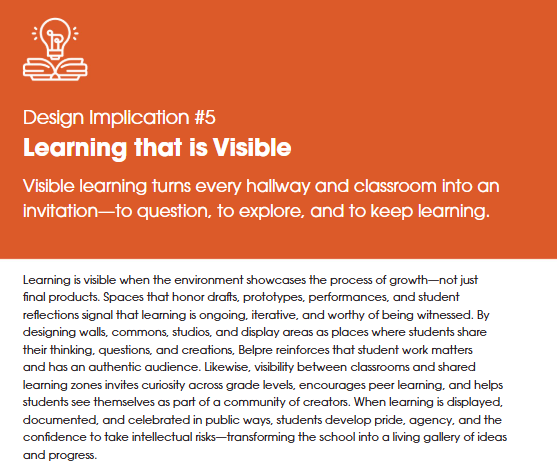 Design Implication #5
Learning that is Visible
Visible learning turns every hallway and classroom into an
invitation—to question, to explore, and to keep learning.
Learning is visible when the environment showcases the process of growth—not just
final products. Spaces that honor drafts, prototypes, performances, and student
reflections signal that learning is ongoing, iterative, and worthy of being witnessed. By
designing walls, commons, studios, and display areas as places where students share
their thinking, questions, and creations, Belpre reinforces that student work matters
and has an authentic audience. Likewise, visibility between classrooms and shared
learning zones invites curiosity across grade levels, encourages peer learning, and helps
students see themselves as part of a community of creators. When learning is displayed,
documented, and celebrated in public ways, students develop pride, agency, and the
confidence to take intellectual risks—transforming the school into a living gallery of ideas
and progress.